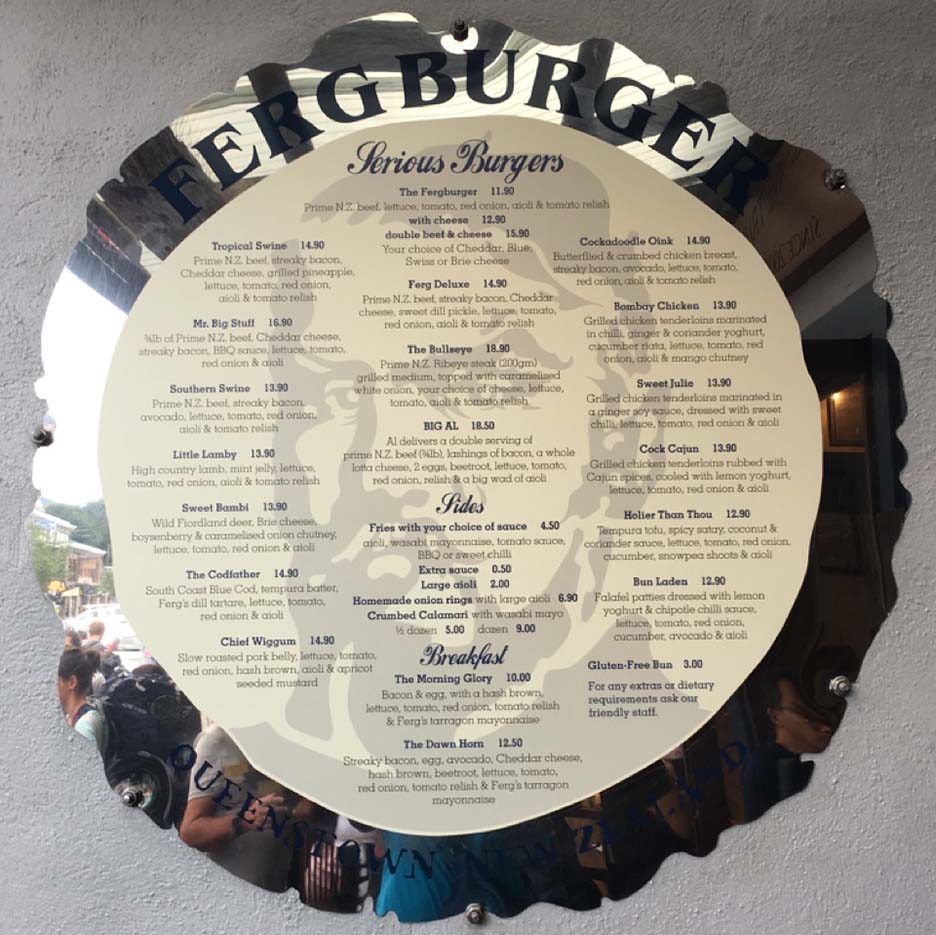 FERGBURGER
Serious Burgers
The Fergburger 11.90
Prime N.Z. beef, lettuce, tomato, red onion, aioli & tomato relish
with cheese 12.90
double beef & cheese 15.90
Your choice of Cheddar, Blue,
Swiss or Brie cheese
Tropical Swine 14.90
Prime N.Z. beef, streaky bacon,
Cheddar cheese, grilled pineapple,
lettuce, tomato, red onion,
aioli & tomato relish
Mr. Big Stuff 16.90
¾lb of Prime N.Z. beef, Cheddar cheese,
streaky bacon, BBQ sauce, lettuce, tomato,
red onion & aioli
Southern Swine 13.90
Prime N.Z. beef, streaky bacon,
avocado, lettuce, tomato, red onion,
aioli & tomato relish
Little Lamby 13.90
High country lamb, mint jelly, lettuce,
tomato, red onion, aioli & tomato relish
Sweet Bambi 13.90
Wild Fiordland deer, Brie cheese,
boysenberry & caramelised onion chutney,
lettuce, tomato, red onion & aioli
The Codfather 14.90
South Coast Blue Cod, tempura batter,
Ferg's dill tartare, lettuce, tomato,
red onion & aioli
Chief Wiggum 14.90
Slow roasted pork belly, lettuce, tomato,
red onion, hash brown, aioli & apricot
seeded mustard
Ferg Deluxe 14.90
Prime N.Z. beef, streaky bacon, Cheddar
cheese, sweet dill pickle, lettuce, tomato,
red onion, aioli & tomato relish
The Bullseye 18.90
Prime N.Z. Ribeye steak (200gm)
grilled medium, topped with caramelised
white onion, your choice of cheese, lettuce,
tomato, aioli & tomato relish
BIG AL 18.50
Al delivers a double serving of
prime N.Z. beef (¾lb), lashings of bacon, a whole
lotta cheese, 2 eggs, beetroot, lettuce, tomato,
red onion, relish & a big wad of aioli
Sides
Fries with your choice of sauce 4.50
aioli, wasabi mayonnaise, tomato sauce,
BBQ or sweet chilli
Extra sauce 0.50
Large aioli 2.00
Homemade onion rings with large aioli 6.90
Crumbed Calamari with wasabi mayo
½ dozen 5.00 dozen 9.00
Breakfast
The Morning Glory 10.00
Bacon & egg, with a hash brown,
lettuce, tomato, red onion, tomato relish
& Ferg's tarragon mayonnaise
The Dawn Horn 12.50
Streaky bacon, egg, avocado, Cheddar cheese,
hash brown, beetroot, lettuce, tomato,
red onion, tomato relish & Ferg's tarragon
mayonnaise
Cockadoodle Oink 14.90
Butterflied & crumbed chicken breast,
streaky bacon, avocado, lettuce, tomato,
red onion, aioli & tomato relish
Bombay Chicken 13.90
Grilled chicken tenderloins marinated
in chilli, ginger & coriander yoghurt,
cucumber riata, lettuce, tomato, red
onion, aioli & mango chutney
Sweet Julie 13.90
Grilled chicken tenderloins marinated in
a ginger soy sauce, dressed with sweet
chilli, lettuce, tomato, red onion & aioli
Cock Cajun 13.90
Grilled chicken tenderloins rubbed with
Cajun spices, cooled with lemon yoghurt,
lettuce, tomato, red onion & aioli
Holier Than Thou 12.90
Tempura tofu, spicy satay, coconut &
coriander sauce, lettuce, tomato, red onion,
cucumber, snowpea shoots & aioli
Bun Laden 12.90
Falafel patties dressed with lemon
yoghurt & chipotle chilli sauce,
lettuce, tomato, red onion,
cucumber, avocado & aioli
Gluten-Free Bun 3.00
For any extras or dietary
requirements ask our
friendly staff.
QUEENSTOWN NEW ZEALAND